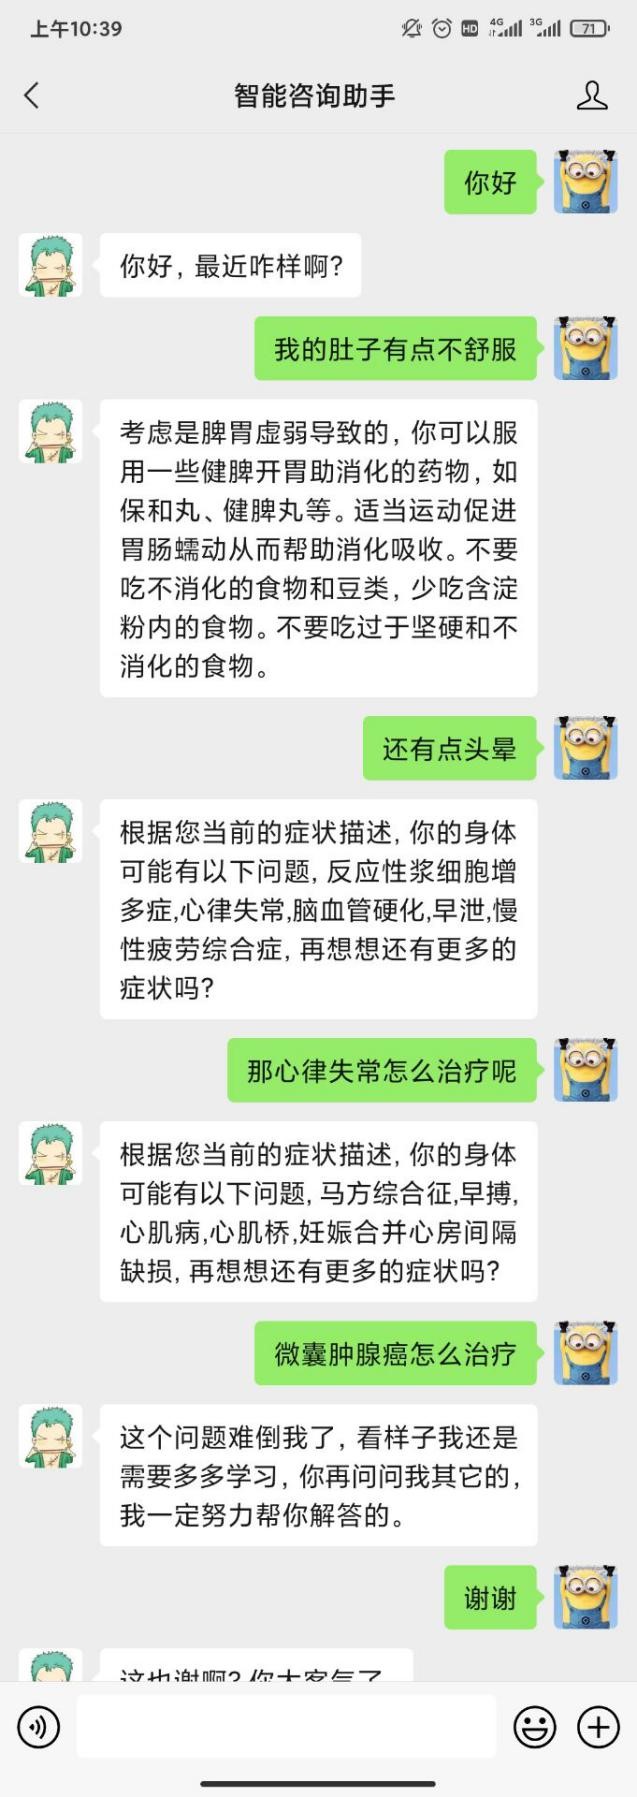 上午10:39
HD 4G 3G 71
智能咨询助手
你好
你好，最近咋样啊？
我的肚子有点不舒服
考虑是脾胃虚弱导致的，你可以服
用一些健脾开胃助消化的药物，如
保和丸、健脾丸等。适当运动促进
胃肠蠕动从而帮助消化吸收。不要
吃不消化的食物和豆类，少吃含淀
粉内的食物。不要吃过于坚硬和不
消化的食物。
还有点头晕
根据您当前的症状描述, 你的身体
可能有以下问题, 反应性浆细胞增
多症,心律失常,脑血管硬化,早泄,慢
性疲劳综合症, 再想想还有更多的
症状吗？
那心律失常怎么治疗呢
根据您当前的症状描述, 你的身体
可能有以下问题, 马方综合征,早搏,
心肌病,心肌桥,妊娠合并心房间隔
缺损, 再想想还有更多的症状吗？
微囊肿腺癌怎么治疗
这个问题难倒我了，看样子我还是
需要多多学习，你再问问我其它的，
我一定努力帮你解答的。
谢谢
这也谢啊？你太客气了